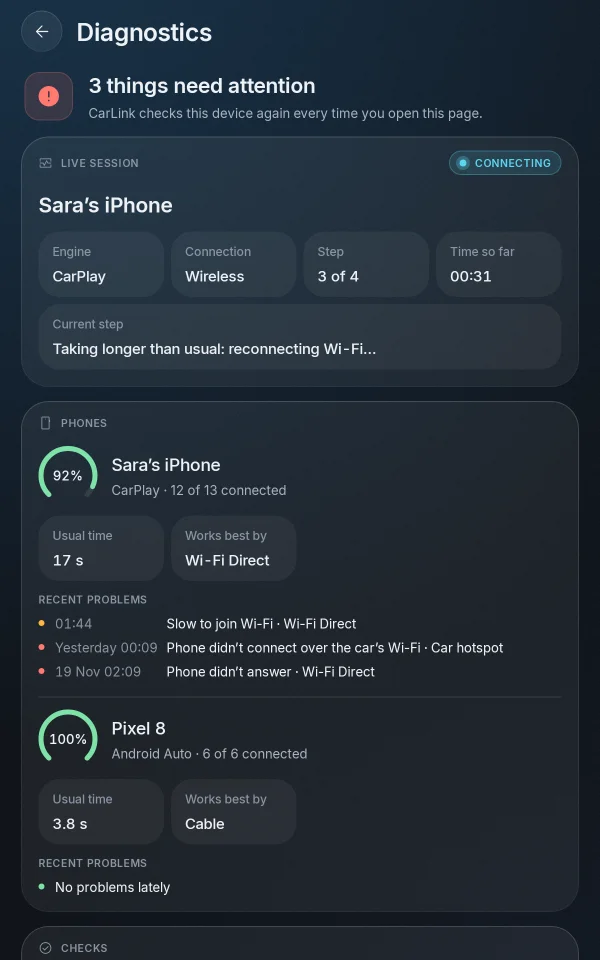 Diagnostics
3 things need attention
CarLink checks this device again every time you open this page.
LIVE SESSION
CONNECTING
Sara’s iPhone
Engine
CarPlay
Connection
Wireless
Step
3 of 4
Time so far
00:31
Current step
Taking longer than usual: reconnecting Wi-Fi…
PHONES
92%
Sara’s iPhone
CarPlay · 12 of 13 connected
Usual time
17 s
Works best by
Wi-Fi Direct
RECENT PROBLEMS
01:44 Slow to join Wi-Fi · Wi-Fi Direct
Yesterday 00:09 Phone didn’t connect over the car’s Wi-Fi · Car hotspot
19 Nov 02:09 Phone didn’t answer · Wi-Fi Direct
100%
Pixel 8
Android Auto · 6 of 6 connected
Usual time
3.8 s
Works best by
Cable
RECENT PROBLEMS
No problems lately
CHECKS